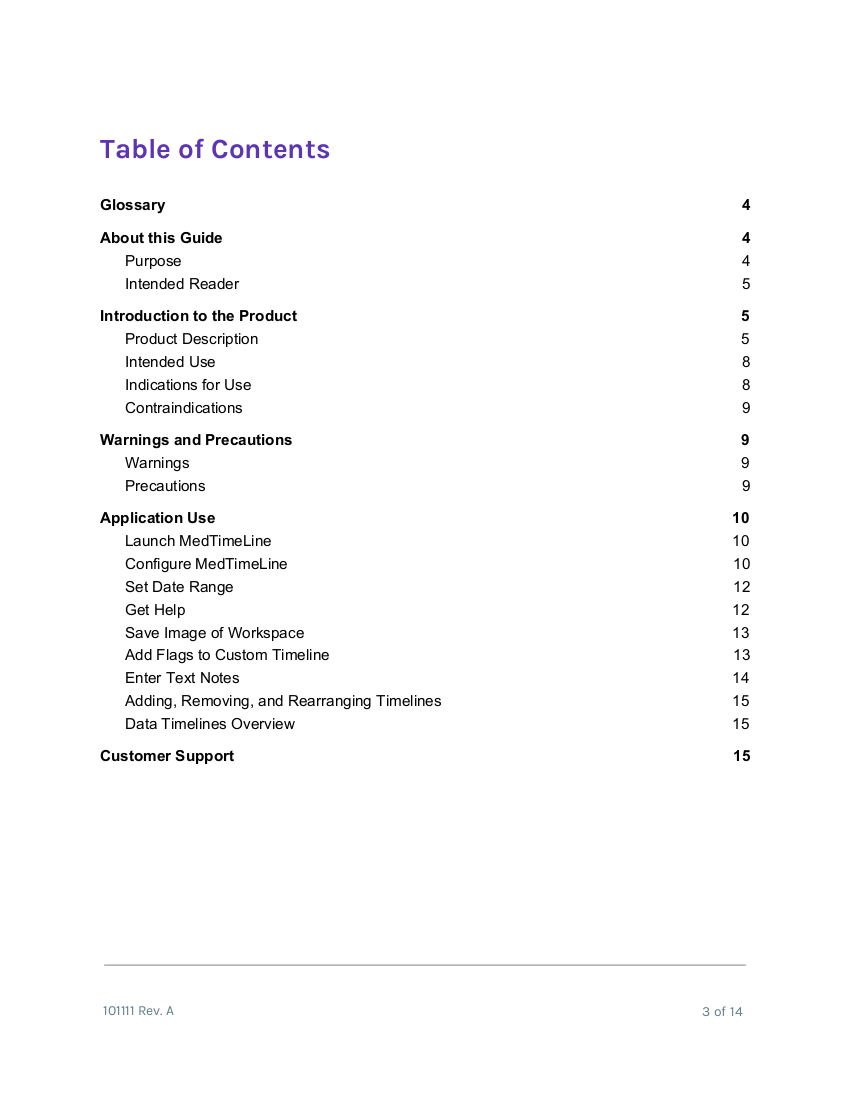 Table of Contents
Glossary 4
About this Guide 4
Purpose 4
Intended Reader 5
Introduction to the Product 5
Product Description 5
Intended Use 8
Indications for Use 8
Contraindications 9
Warnings and Precautions 9
Warnings 9
Precautions 9
Application Use 10
Launch MedTimeLine 10
Configure MedTimeLine 10
Set Date Range 12
Get Help 12
Save Image of Workspace 13
Add Flags to Custom Timeline 13
Enter Text Notes 14
Adding, Removing, and Rearranging Timelines 15
Data Timelines Overview 15
Customer Support 15
101111 Rev. A 3 of 14